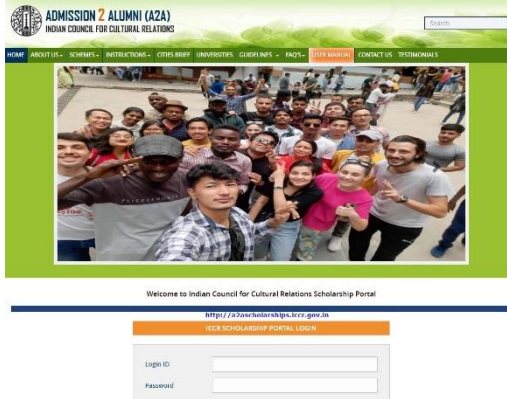 ADMISSION 2 ALUMNI (A2A)
INDIAN COUNCIL FOR CULTURAL RELATIONS
Search
HOME ABOUT US SCHEMES INSTRUCTIONS CITIES BRIEF UNIVERSITIES GUIDELINES FAQ'S USER MANUAL CONTACT US TESTIMONIALS
Welcome to Indian Council for Cultural Relations Scholarship Portal
http://a2ascholarships.iccr.gov.in
ICCR SCHOLARSHIP PORTAL LOGIN
Login ID
Password